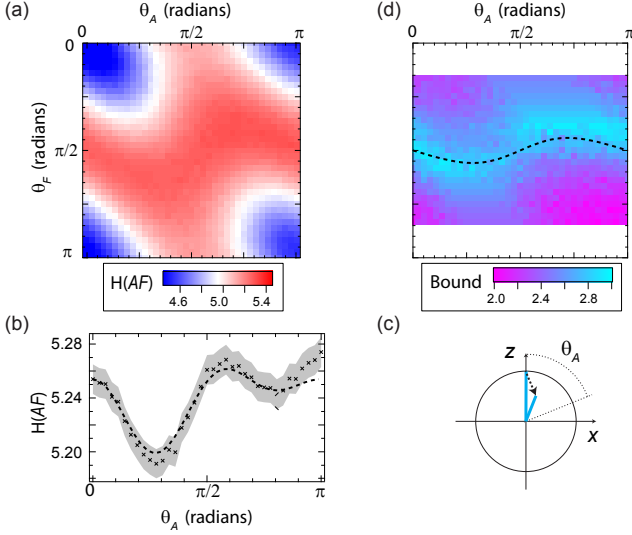 (a)
θA (radians)
0
π/2
π
0
π/2
π
θF (radians)
H(AF)
4.6
5.0
5.4
(d)
θA (radians)
0
π/2
π
Bound
2.0
2.4
2.8
(b)
5.28
5.24
5.20
H(AF)
0
π/2
π
θA (radians)
(c)
z
θA
x